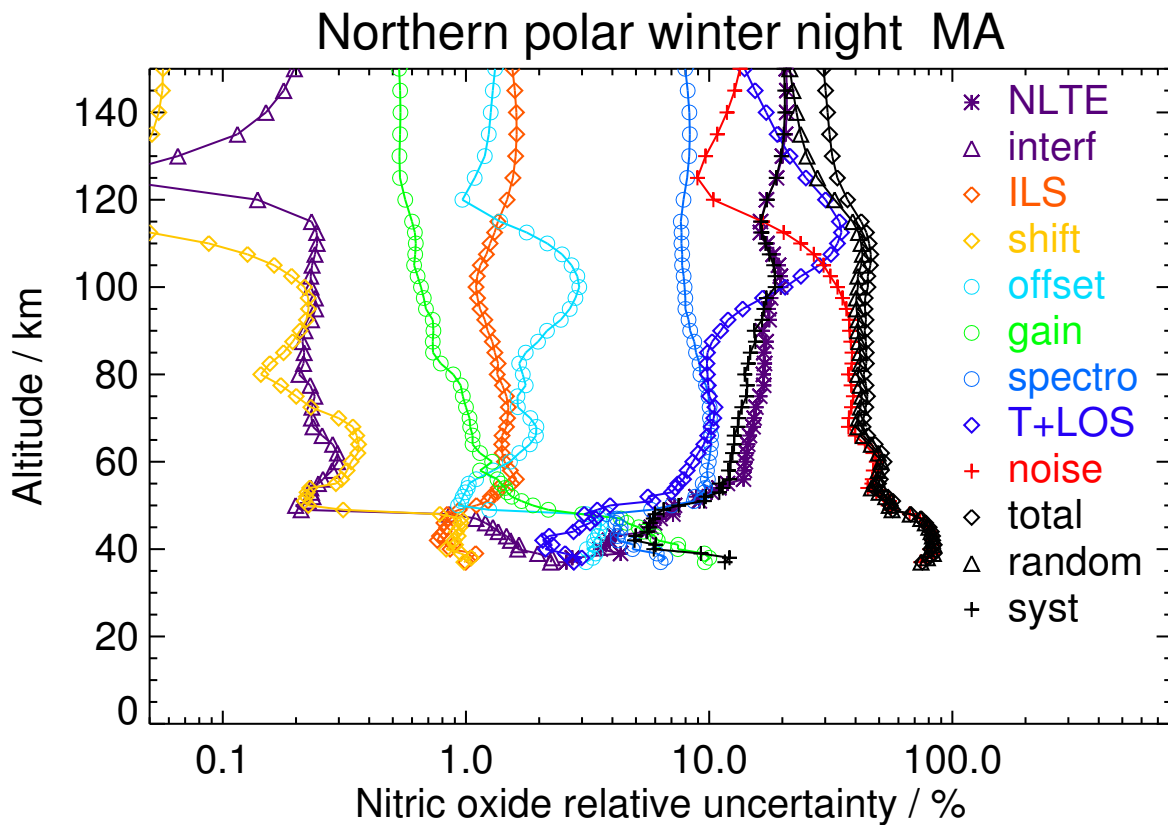 Northern polar winter night MA
Altitude / km
140
120
100
80
60
40
20
0
NLTE
interf
ILS
shift
offset
gain
spectro
T+LOS
noise
total
random
syst
0.1
1.0
10.0
100.0
Nitric oxide relative uncertainty / %